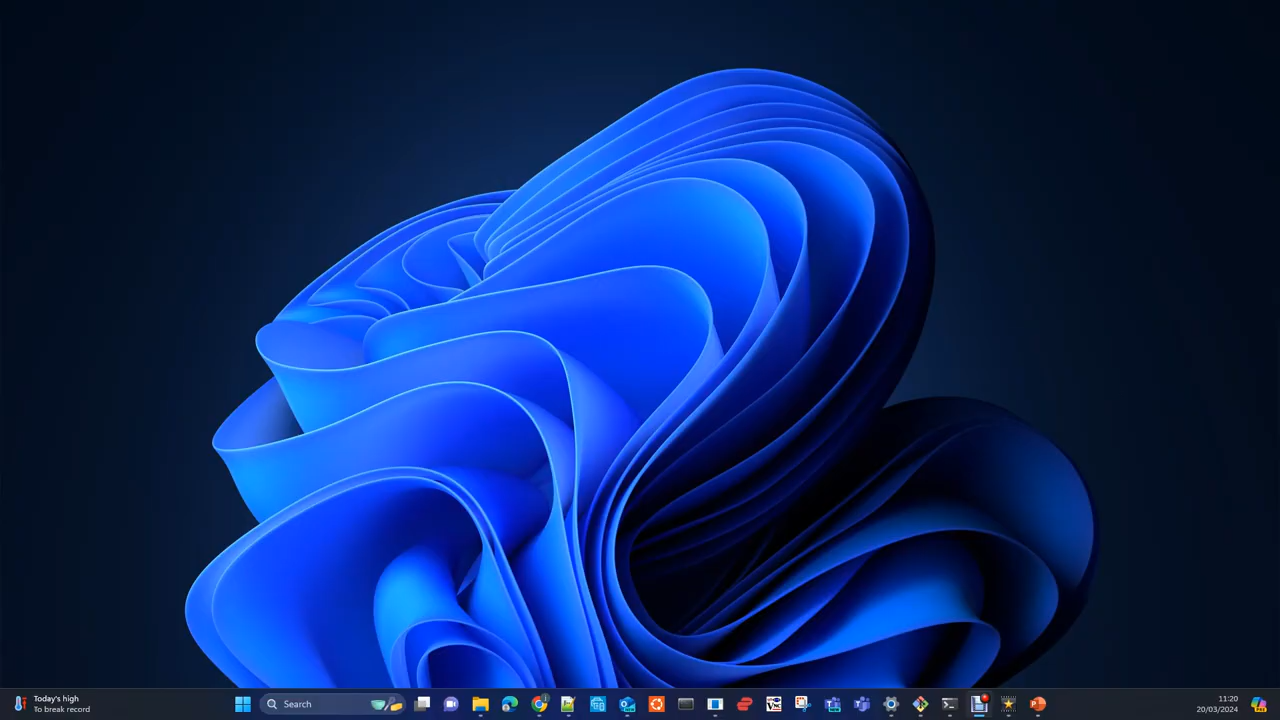 Today's high
To break record
Search
11:20
20/03/2024